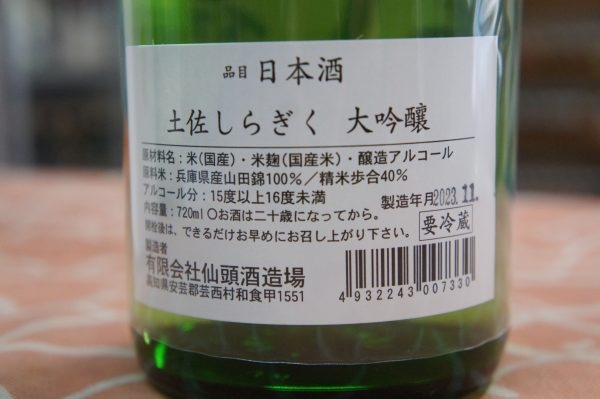 品目 日本酒
土佐しらぎく 大吟醸
原材料名：米(国産)・米麹(国産米)・醸造アルコール
原料米：兵庫県産山田錦100%／精米歩合40%
アルコール分：15度以上16度未満
製造年月 2023.11.
内容量：720ml 〇お酒は二十歳になってから。
開栓後は、できるだけお早めにお召し上がり下さい。
要冷蔵
製造者
有限会社仙頭酒造場
高知県安芸郡芸西村和食甲1551
4932243007330